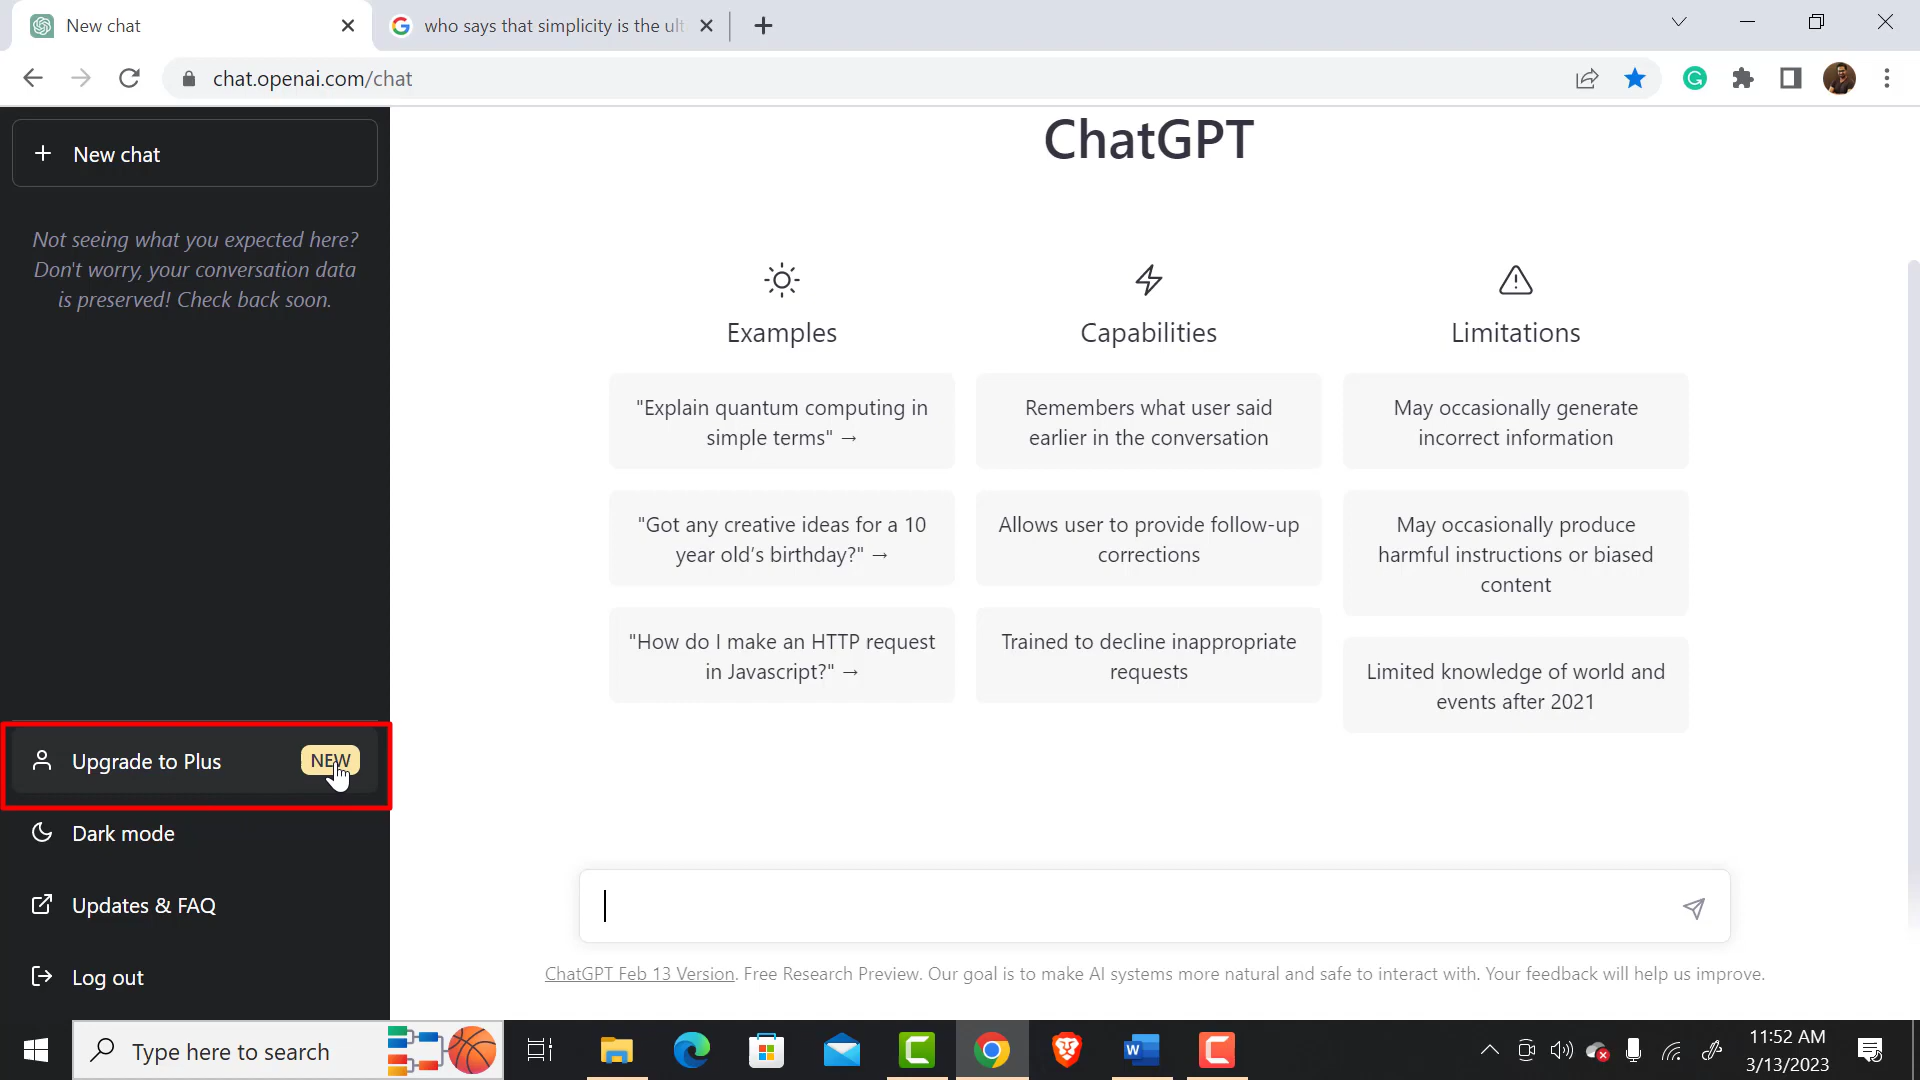 New chat
who says that simplicity is the ult
chat.openai.com/chat
New chat
Not seeing what you expected here?
Don't worry, your conversation data
is preserved! Check back soon.
Upgrade to Plus
NEW
Dark mode
Updates & FAQ
Log out
ChatGPT
Examples
"Explain quantum computing in
simple terms" →
"Got any creative ideas for a 10
year old’s birthday?" →
"How do I make an HTTP request
in Javascript?" →
Capabilities
Remembers what user said
earlier in the conversation
Allows user to provide follow-up
corrections
Trained to decline inappropriate
requests
Limitations
May occasionally generate
incorrect information
May occasionally produce
harmful instructions or biased
content
Limited knowledge of world and
events after 2021
ChatGPT Feb 13 Version. Free Research Preview. Our goal is to make AI systems more natural and safe to interact with. Your feedback will help us improve.
Type here to search
11:52 AM
3/13/2023